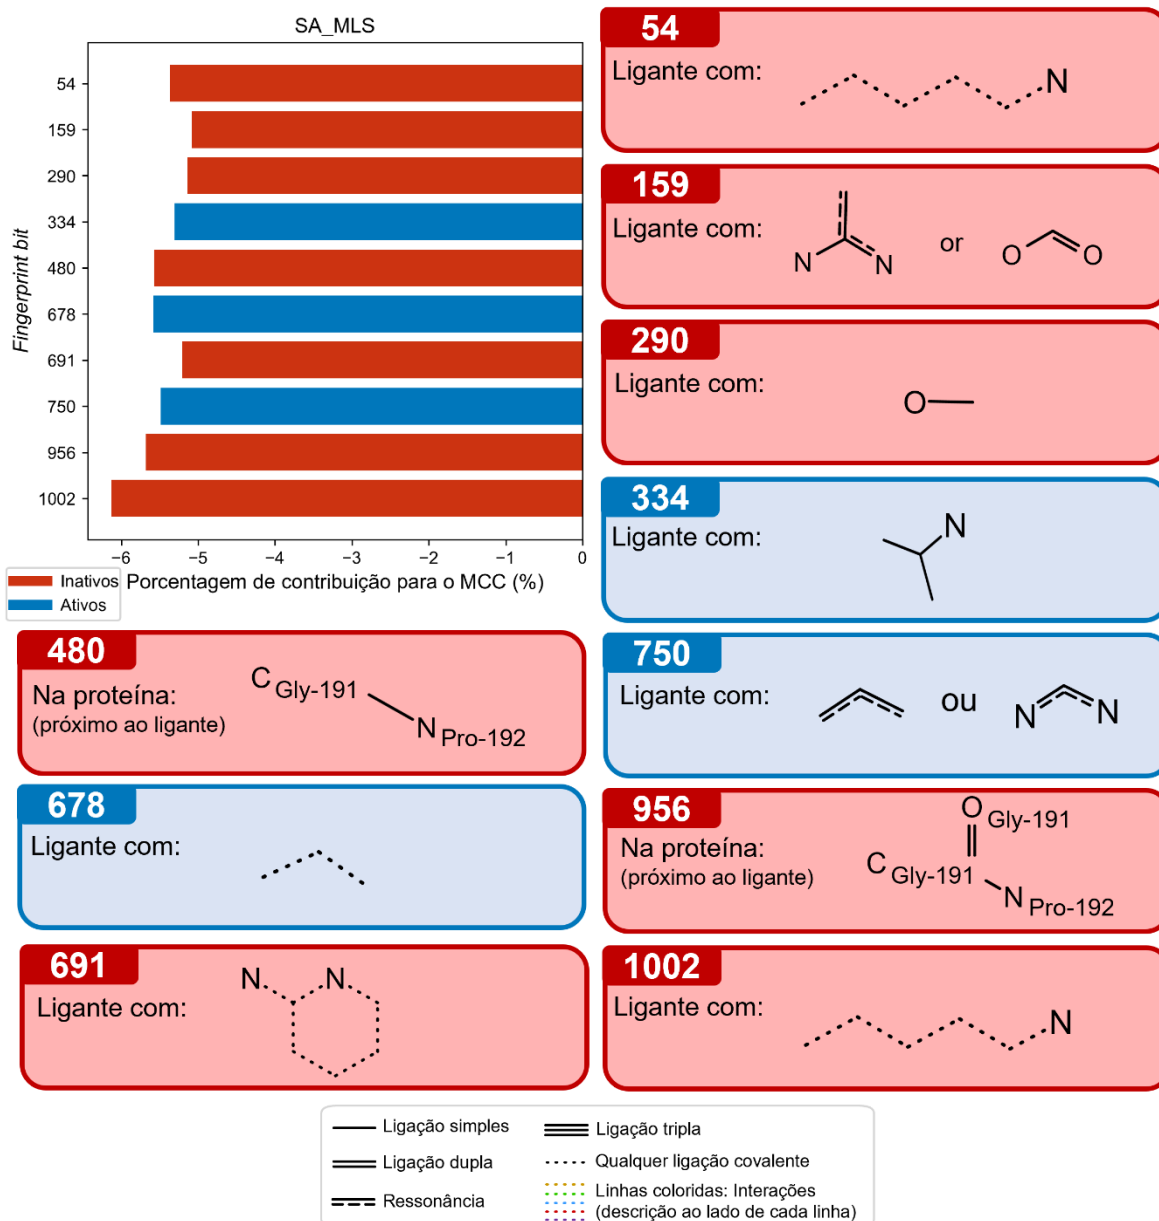 SA_MLS
Fingerprint bit
54
159
290
334
480
678
691
750
956
1002
−6 −5 −4 −3 −2 −1 0
Porcentagem de contribuição para o MCC (%)
Inativos
Ativos
54
Ligante com:
N
159
Ligante com:
N N or O O
290
Ligante com:
O
334
Ligante com:
N
480
Na proteína:
(próximo ao ligante)
C Gly-191
N Pro-192
750
Ligante com:
ou N N
678
Ligante com:
956
Na proteína:
(próximo ao ligante)
O Gly-191
C Gly-191
N Pro-192
691
Ligante com:
N N
1002
Ligante com:
N
Ligação simples
Ligação dupla
Ressonância
Ligação tripla
Qualquer ligação covalente
Linhas coloridas: Interações
(descrição ao lado de cada linha)